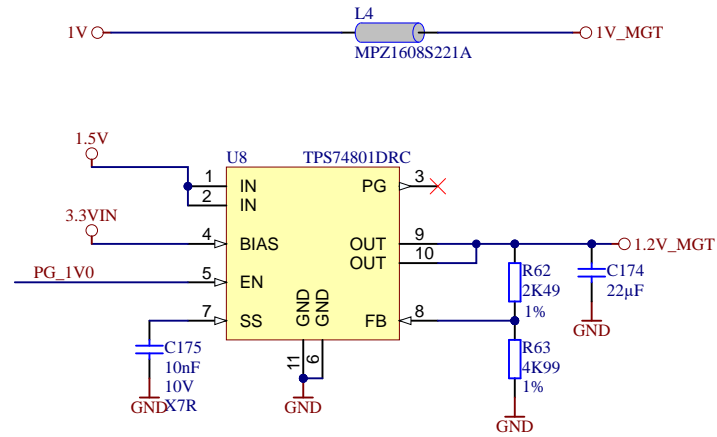 L4
1V
1V_MGT
MPZ1608S221A
1.5V
U8
TPS74801DRC
1
IN
PG
3
2
IN
3.3VIN
4
BIAS
OUT
9
1.2V_MGT
OUT
10
PG_1V0
5
EN
R62
2K49
1%
C174
22µF
GND
7
SS
GND
GND
FB
8
C175
10nF
10V
X7R
GND
11
6
GND
R63
4K99
1%
GND